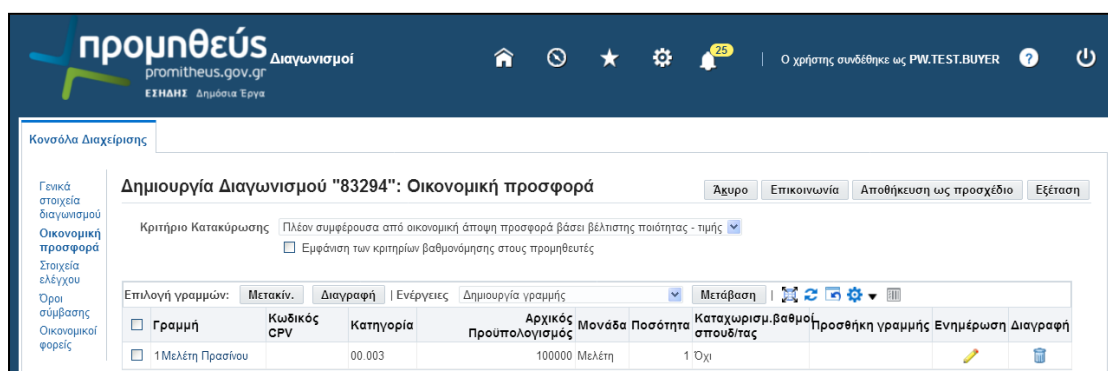 προμηθεύς Διαγωνισμοί
promitheus.gov.gr
ΕΣΗΔΗΣ Δημόσια Έργα
25
Ο χρήστης συνδέθηκε ως PW.TEST.BUYER
?
Κονσόλα Διαχείρισης
Γενικά
στοιχεία
διαγωνισμού
Οικονομική
προσφορά
Στοιχεία
ελέγχου
Όροι
σύμβασης
Οικονομικοί
φορείς
Δημιουργία Διαγωνισμού "83294": Οικονομική προσφορά
Άκυρο Επικοινωνία Αποθήκευση ως προσχέδιο Εξέταση
Κριτήριο Κατακύρωσης Πλέον συμφέρουσα από οικονομική άποψη προσφορά βάσει βέλτιστης ποιότητας - τιμής
Εμφάνιση των κριτηρίων βαθμονόμησης στους προμηθευτές
Επιλογή γραμμών: Μετακίν. Διαγραφή | Ενέργειες Δημιουργία γραμμής Μετάβαση |
Γραμμή Κωδικός CPV Κατηγορία Αρχικός Προϋπολογισμός Μονάδα Ποσότητα Καταχωρισμ.βαθμοί σπουδ/τας Προσθήκη γραμμής Ενημέρωση Διαγραφή
1 Μελέτη Πρασίνου 00.003 100000 Μελέτη 1 Όχι